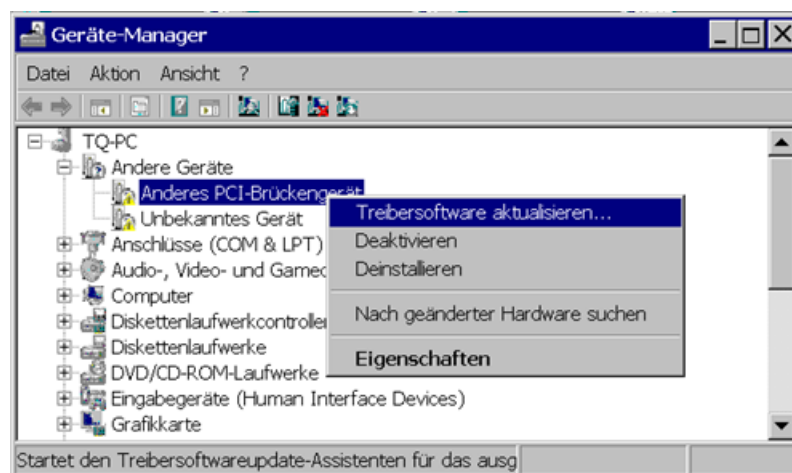 Geräte-Manager
Datei Aktion Ansicht ?
TQ-PC
Andere Geräte
Anderes PCI-Brückengerät
Unbekanntes Gerät
Anschlüsse (COM & LPT)
Audio-, Video- und
Computer
Diskettenlaufwerkcontroller
Diskettenlaufwerke
DVD/CD-ROM-Laufwerke
Eingabegeräte (Human Interface Devices)
Grafikkarte
Treibersoftware aktualisieren...
Deaktivieren
Deinstallieren
Nach geänderter Hardware suchen
Eigenschaften
Startet den Treibersoftwareupdate-Assistenten für das ausg